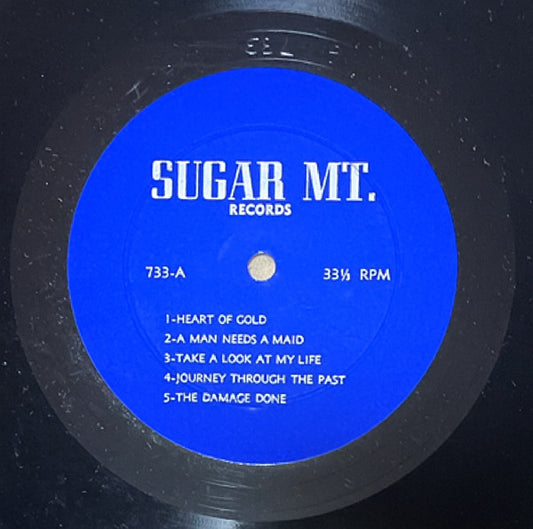 SUGAR MT.
RECORDS
733-A
33⅓ RPM
1-HEART OF GOLD
2-A MAN NEEDS A MAID
3-TAKE A LOOK AT MY LIFE
4-JOURNEY THROUGH THE PAST
5-THE DAMAGE DONE